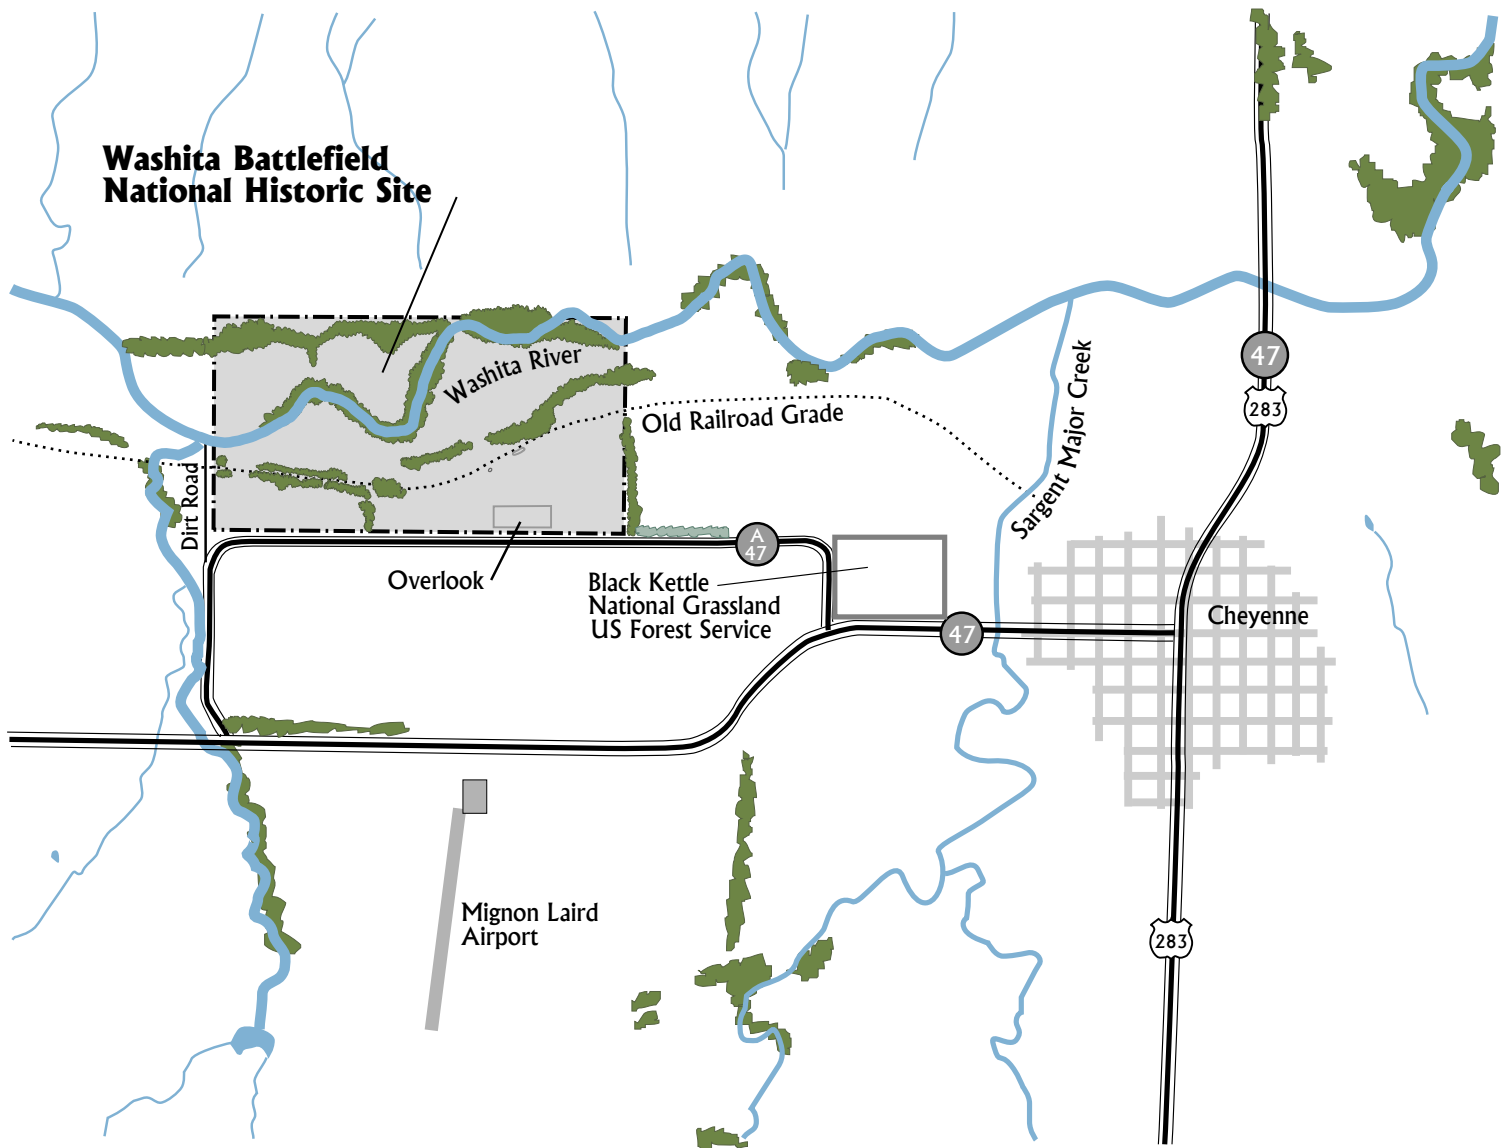 Washita Battlefield
National Historic Site
47
283
Washita River
Old Railroad Grade
Sargent Major Creek
Dirt Road
A
47
Overlook
Black Kettle
National Grassland
US Forest Service
47
Cheyenne
Mignon Laird
Airport
283